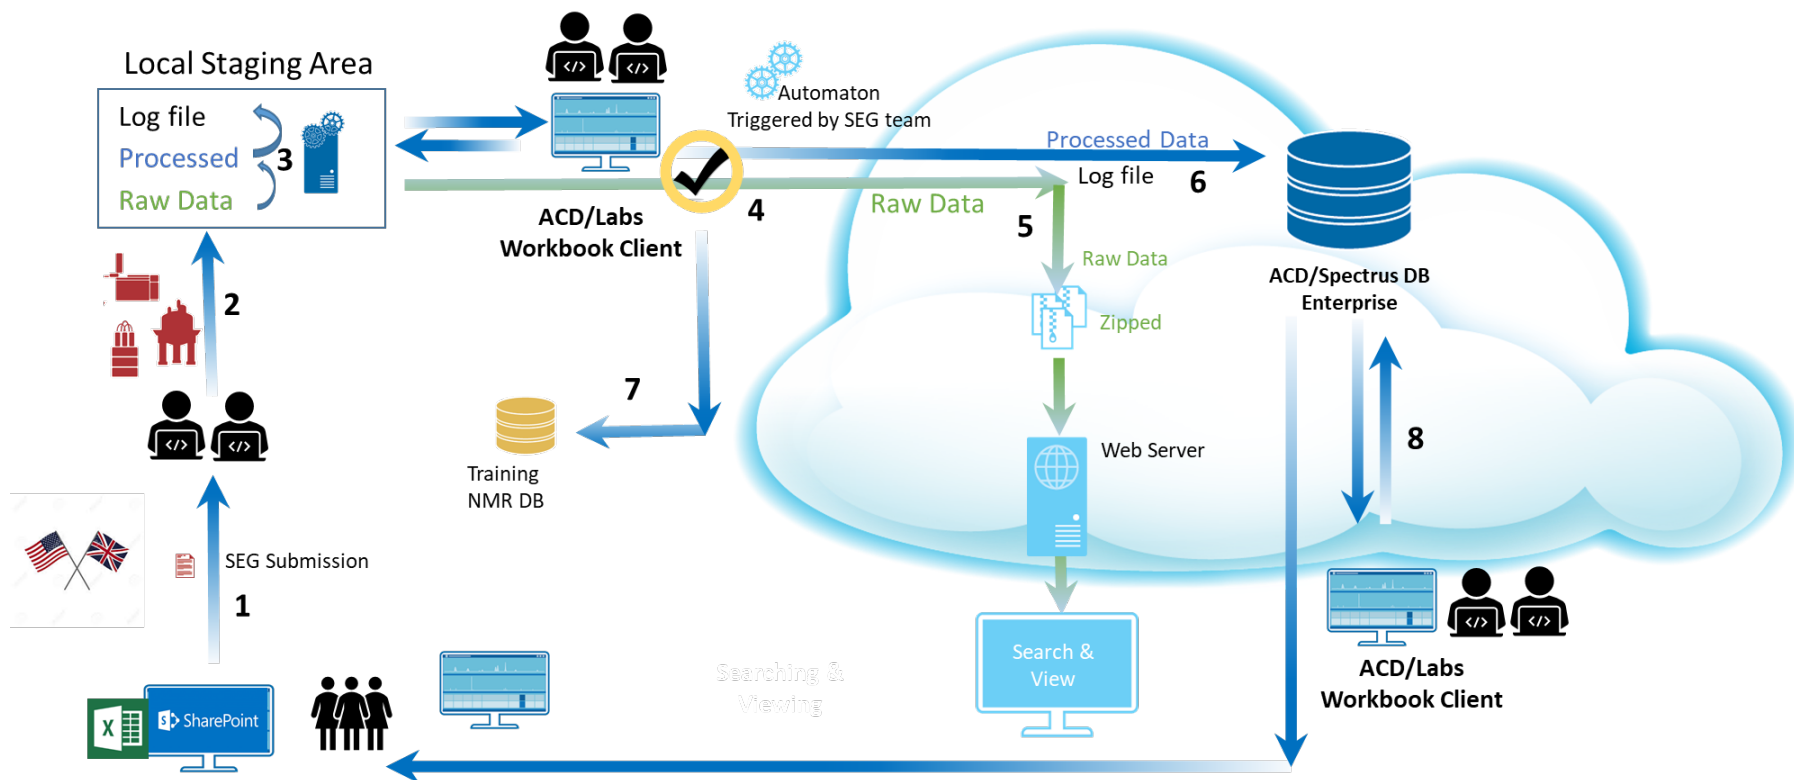 Local Staging Area
Log file
Processed
Raw Data
3
</>
</>
Automaton
Triggered by SEG team
Processed Data
Log file
6
4
Raw Data
5
ACD/Labs
Workbook Client
Raw Data
Zipped
ACD/Spectrus DB
Enterprise
2
7
</>
</>
Training
NMR DB
Web Server
8
SEG Submission
1
</>
</>
Search &
View
Searching &
Viewing
ACD/Labs
Workbook Client
X
S
SharePoint